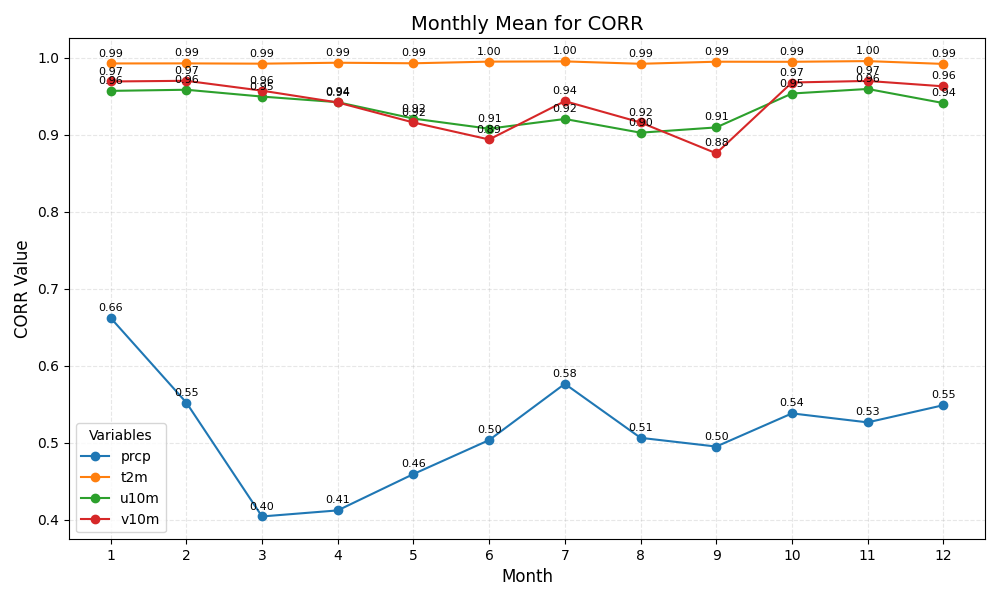 Monthly Mean for CORR
CORR Value
1.0
0.9
0.8
0.7
0.6
0.5
0.4
0.99 0.99 0.99 0.99 0.99 1.00 1.00 0.99 0.99 0.99 1.00 0.99
0.97 0.97 0.96 0.94 0.92 0.89 0.94 0.92 0.88 0.97 0.97 0.96
0.96 0.96 0.95 0.94 0.92 0.91 0.92 0.90 0.91 0.95 0.96 0.94
0.66 0.55 0.40 0.41 0.46 0.50 0.58 0.51 0.50 0.54 0.53 0.55
Variables
prcp
t2m
u10m
v10m
1 2 3 4 5 6 7 8 9 10 11 12
Month